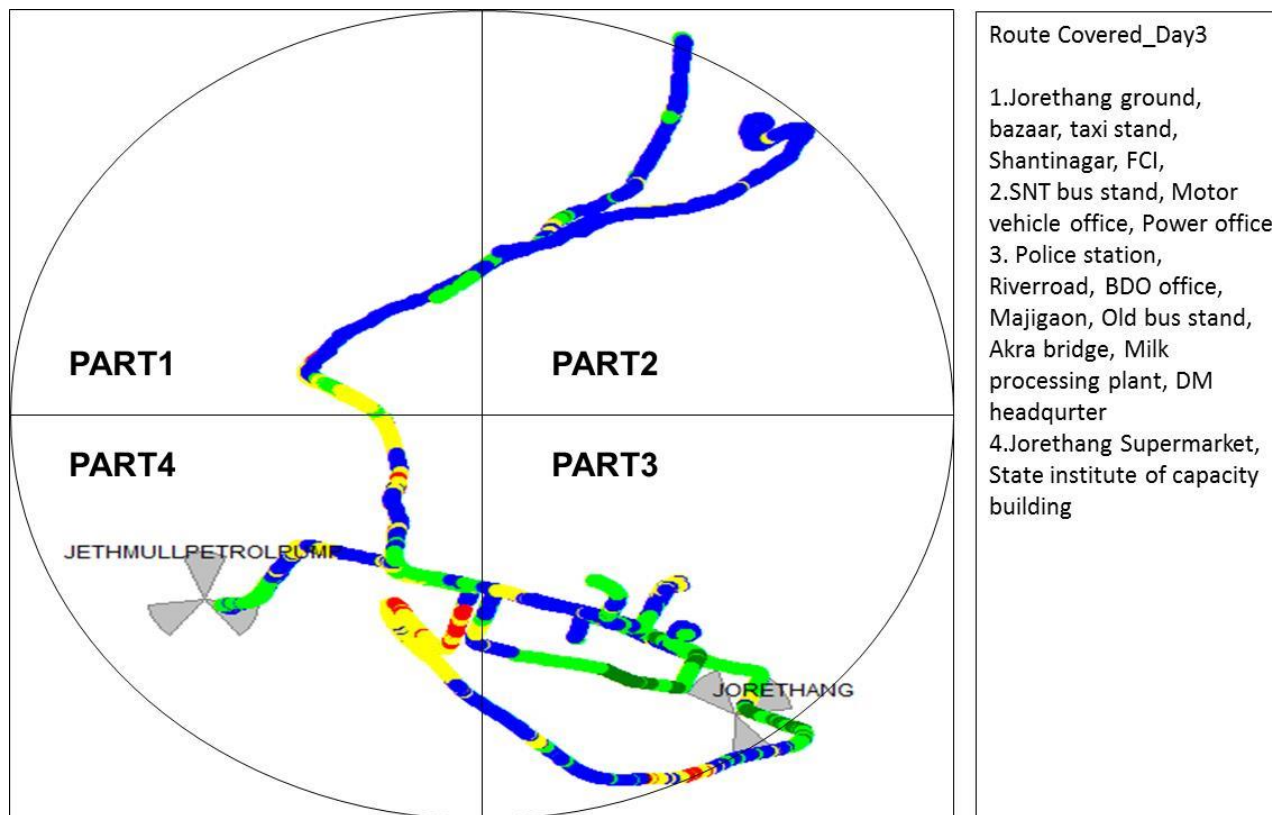 PART1
PART2
PART4
PART3
JETHMULLPETROLPUMP
JORETHANG
Route Covered_Day3
1.Jorethang ground,
bazaar, taxi stand,
Shantinagar, FCI,
2.SNT bus stand, Motor
vehicle office, Power office
3. Police station,
Riverroad, BDO office,
Majigaon, Old bus stand,
Akra bridge, Milk
processing plant, DM
headqurter
4.Jorethang Supermarket,
State institute of capacity
building